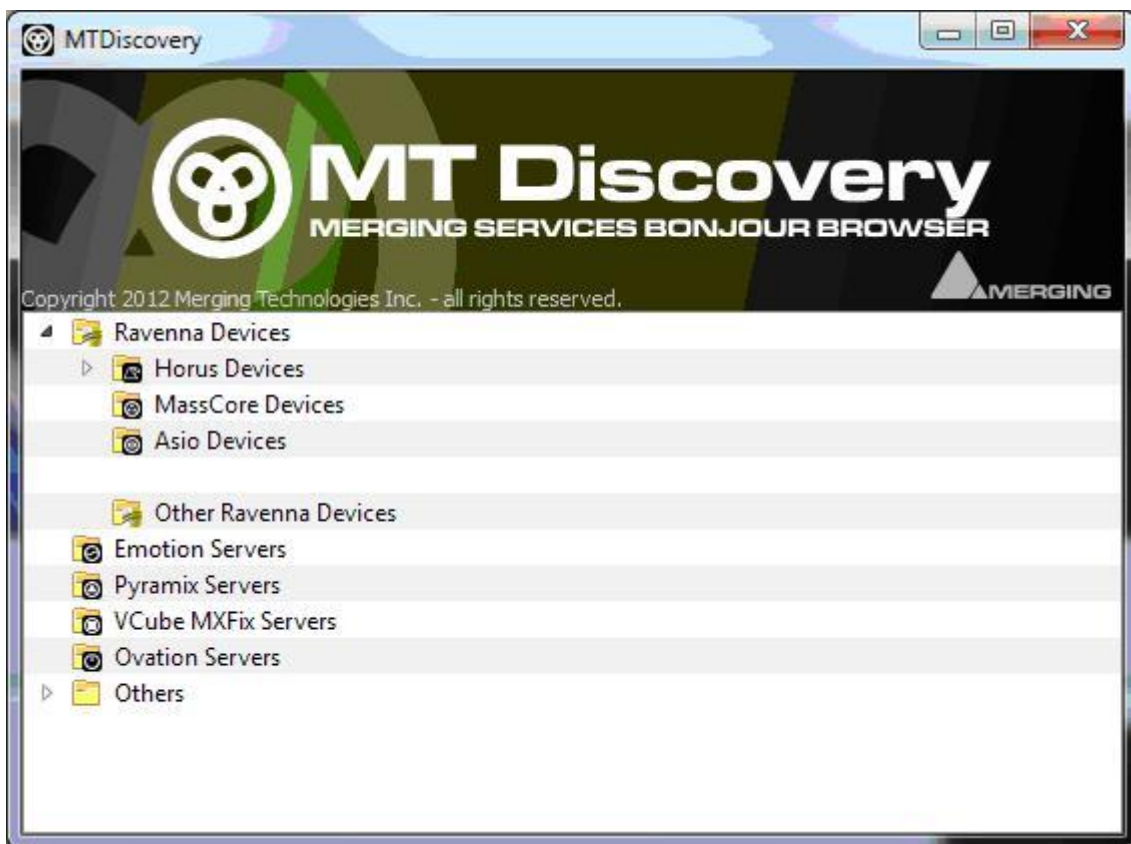 MTDiscovery
MT Discovery
MERGING SERVICES BONJOUR BROWSER
MERGING
Copyright 2012 Merging Technologies Inc. - all rights reserved.
Ravenna Devices
Horus Devices
MassCore Devices
Asio Devices
Other Ravenna Devices
Emotion Servers
Pyramix Servers
VCube MXFix Servers
Ovation Servers
Others